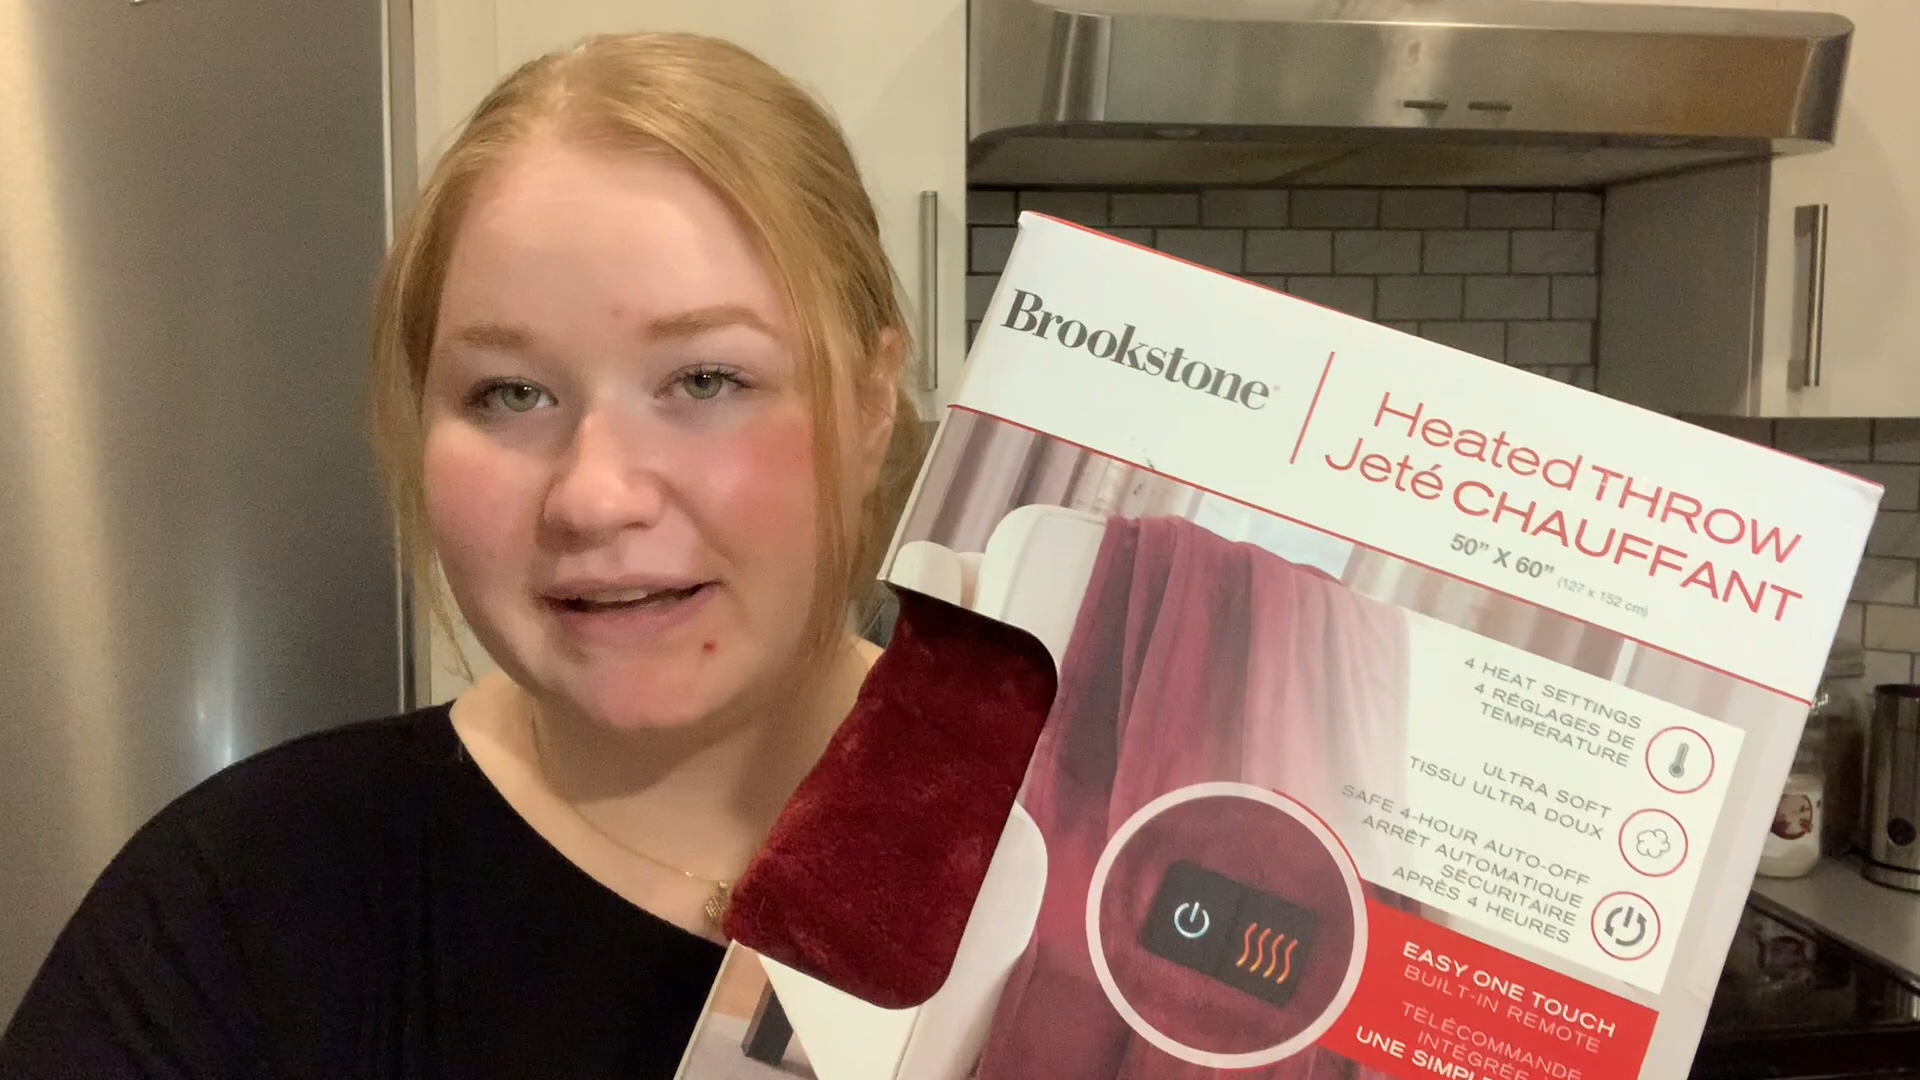 Brookstone
Heated THROW
Jeté CHAUFFANT
50” X 60” (127 x 152 cm)
4 HEAT SETTINGS
4 RÉGLAGES DE
TEMPÉRATURE
ULTRA SOFT
TISSU ULTRA DOUX
SAFE 4-HOUR AUTO-OFF
ARRÊT AUTOMATIQUE
SÉCURITAIRE
APRÈS 4 HEURES
EASY ONE TOUCH
BUILT-IN REMOTE
TÉLÉCOMMANDE
INTÉGRÉE
UNE SIMPL